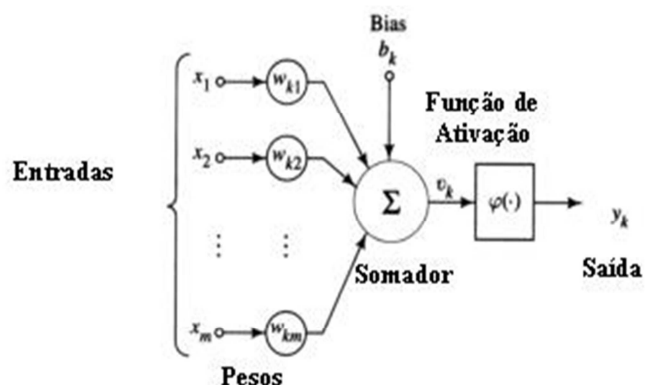 Bias
b_k
x_1 w_k1
Função de
Ativação
Entradas
x_2 w_k2
Σ
v_k
φ(·)
y_k
⋮ ⋮
Somador
Saída
x_m w_km
Pesos